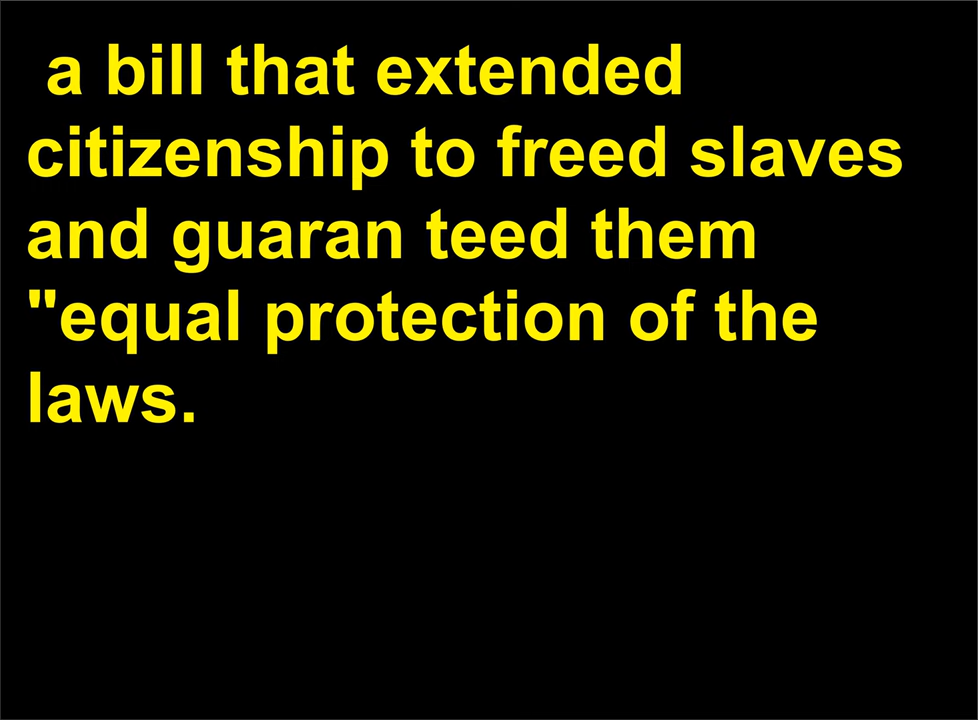 a bill that extended
citizenship to freed slaves
and guaran teed them
"equal protection of the
laws.